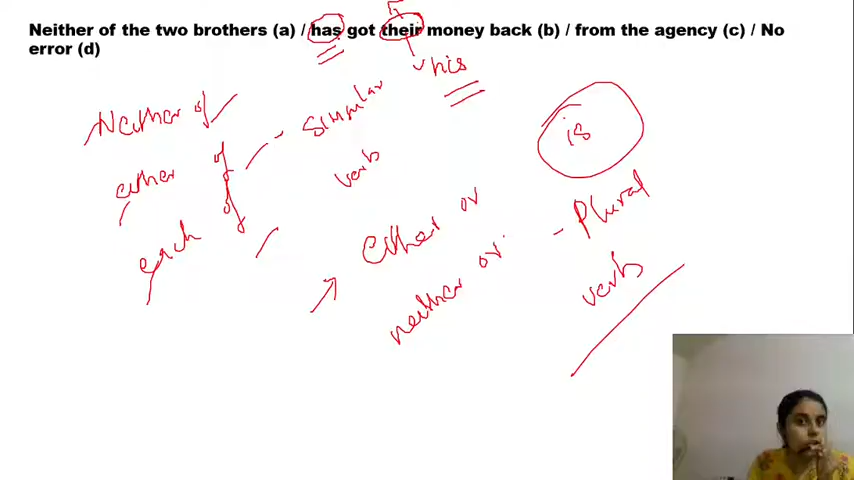 Neither of the two brothers (a) / has got their money back (b) / from the agency (c) / No
error (d)
his
Neither of
either of
each of
- Simular
verb
is
Either or
neither or
- Plural
verb